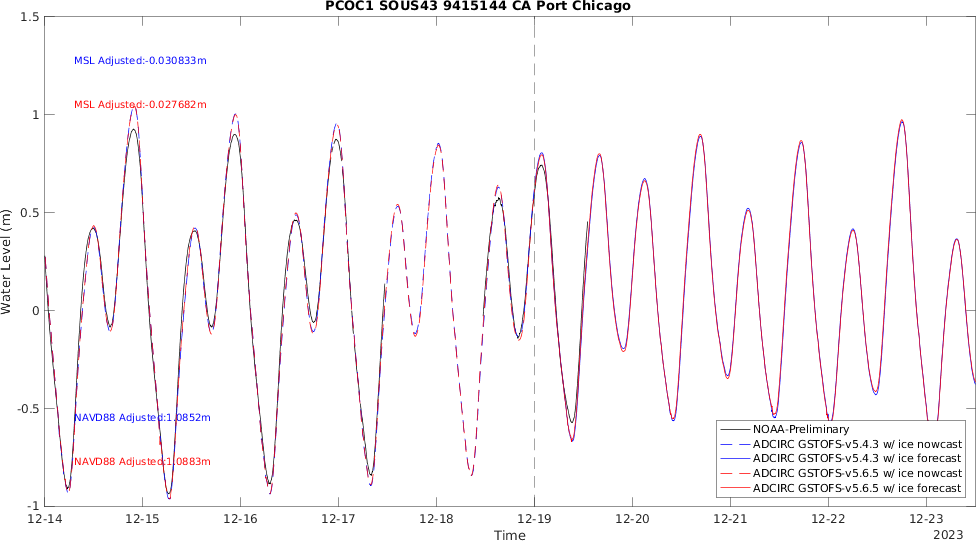 PCOC1 SOUS43 9415144 CA Port Chicago
1.5
MSL Adjusted:-0.030833m
MSL Adjusted:-0.027682m
1
0.5
Water Level (m)
0
-0.5
NAVD88 Adjusted:1.0852m
NAVD88 Adjusted:1.0883m
NOAA-Preliminary
ADCIRC GSTOFS-v5.4.3 w/ ice nowcast
ADCIRC GSTOFS-v5.4.3 w/ ice forecast
ADCIRC GSTOFS-v5.6.5 w/ ice nowcast
ADCIRC GSTOFS-v5.6.5 w/ ice forecast
-1
12-14 12-15 12-16 12-17 12-18 12-19 12-20 12-21 12-22 12-23
Time
2023